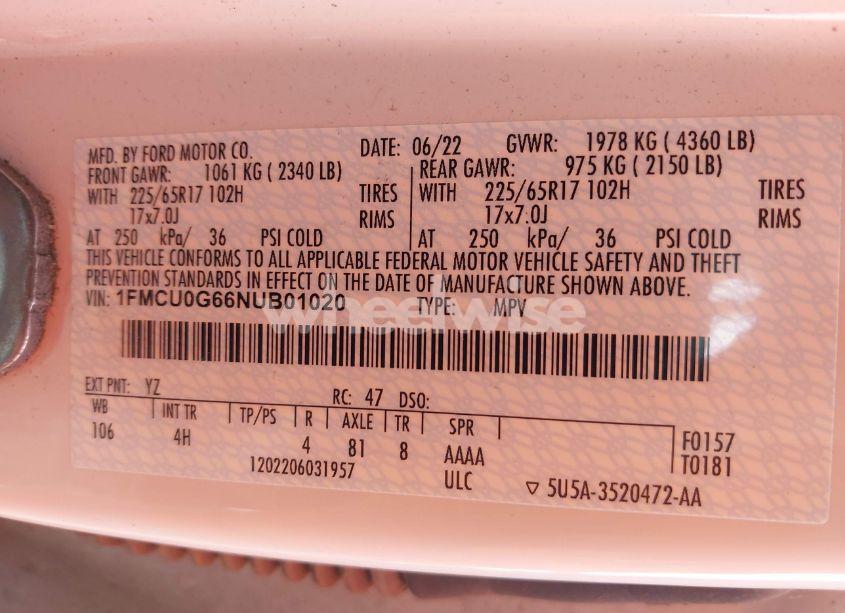 MFD. BY FORD MOTOR CO. DATE: 06/22 GVWR: 1978 KG ( 4360 LB)
FRONT GAWR: 1061 KG ( 2340 LB) REAR GAWR: 975 KG ( 2150 LB)
WITH 225/65R17 102H TIRES WITH 225/65R17 102H TIRES
17x7.0J RIMS 17x7.0J RIMS
AT 250 kPa/ 36 PSI COLD AT 250 kPa/ 36 PSI COLD
THIS VEHICLE CONFORMS TO ALL APPLICABLE FEDERAL MOTOR VEHICLE SAFETY AND THEFT
PREVENTION STANDARDS IN EFFECT ON THE DATE OF MANUFACTURE SHOWN ABOVE.
VIN: 1FMCU0G66NUB01020 TYPE: MPV
wheelwise
EXT PNT: YZ RC: 47 DSO:
WB INT TR TP/PS R AXLE TR SPR
106 4H 4 81 8 AAAA F0157
1202206031957 ULC T0181
▽ 5U5A-3520472-AA